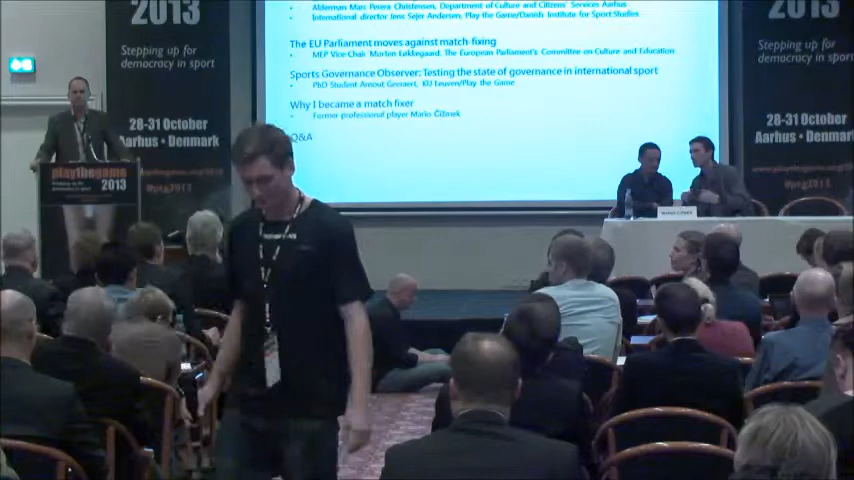 2013
Stepping up for
democracy in sport
28-31 October
Aarhus • Denmark
playthegame
2013
Alderman Marc Perera Christensen, Department of Culture and Citizens' Services Aarhus
International director Jens Sejer Andersen, Play the Game/Danish Institute for Sport Studies
The EU Parliament moves against match-fixing
MEP Vice-Chair Morten Løkkegaard, The European Parliament's Committee on Culture and Education
Sports Governance Observer: Testing the state of governance in international sport
PhD Student Arnout Geeraert, KU Leuven/Play the Game
Why I became a match fixer
Former professional player Mario Čižmek
Q&A
2013
Stepping up for
democracy in sport
28-31 October
Aarhus • Denmark